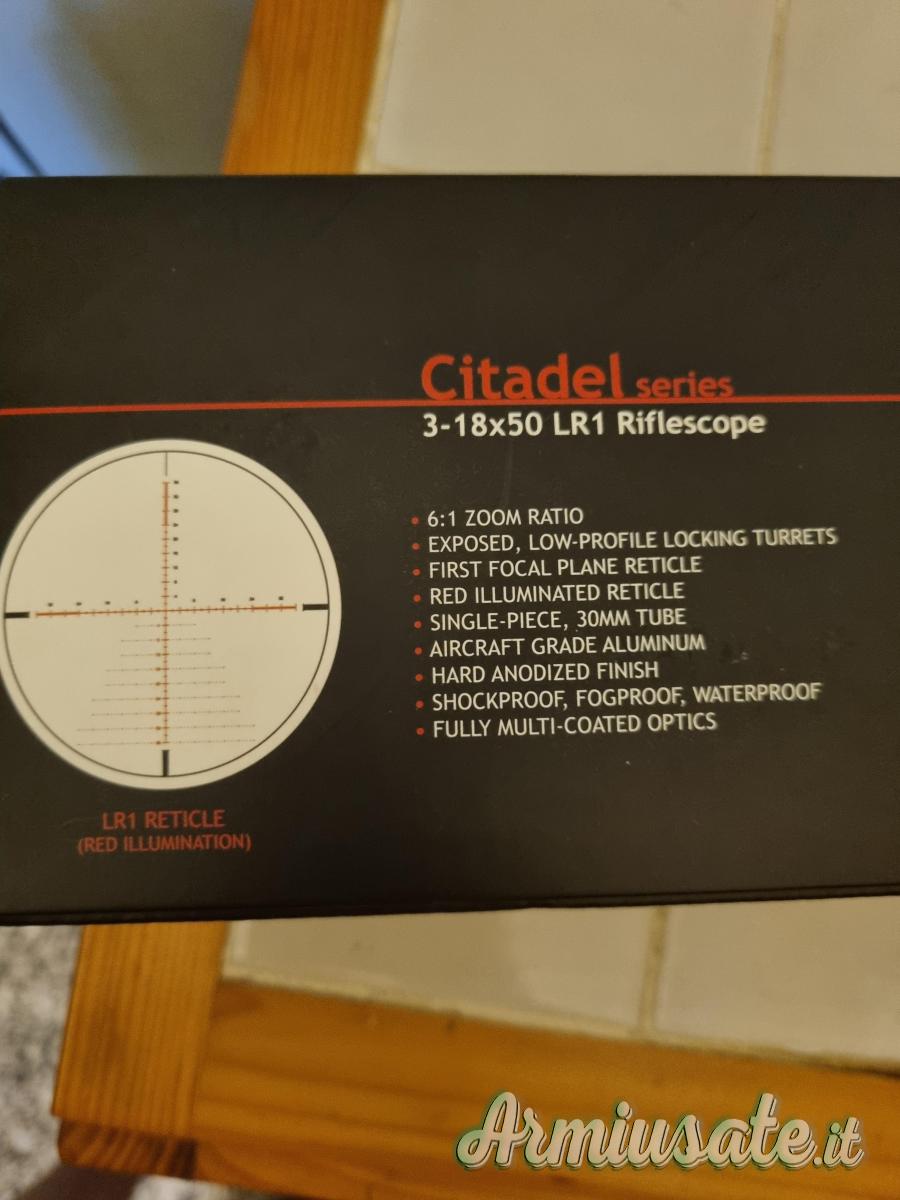 Citadel series
3-18x50 LR1 Riflescope
• 6:1 ZOOM RATIO
• EXPOSED, LOW-PROFILE LOCKING TURRETS
• FIRST FOCAL PLANE RETICLE
• RED ILLUMINATED RETICLE
• SINGLE-PIECE, 30MM TUBE
• AIRCRAFT GRADE ALUMINUM
• HARD ANODIZED FINISH
• SHOCKPROOF, FOGPROOF, WATERPROOF
• FULLY MULTI-COATED OPTICS
LR1 RETICLE
(RED ILLUMINATION)
Armiusate.it